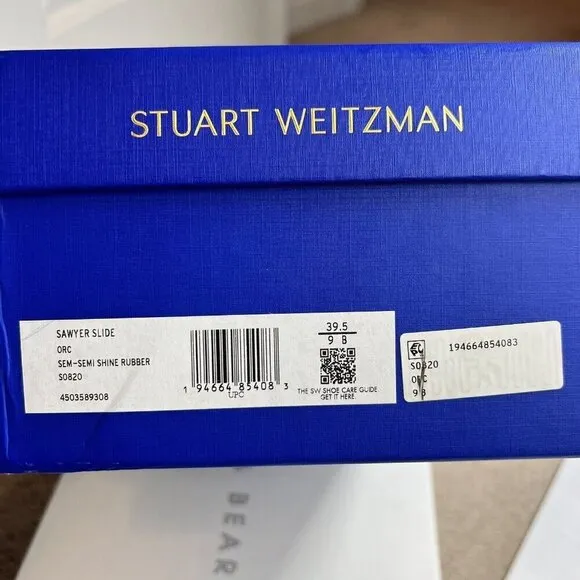 STUART WEITZMAN
SAWYER SLIDE
ORC
SEM-SEMI SHINE RUBBER
S0820
4503589308
1 94664 85408 3
UPC
39.5
9 B
THE SW SHOE CARE GUIDE
GET IT HERE
194664854083
S0820
ORC
9 B
BEAR